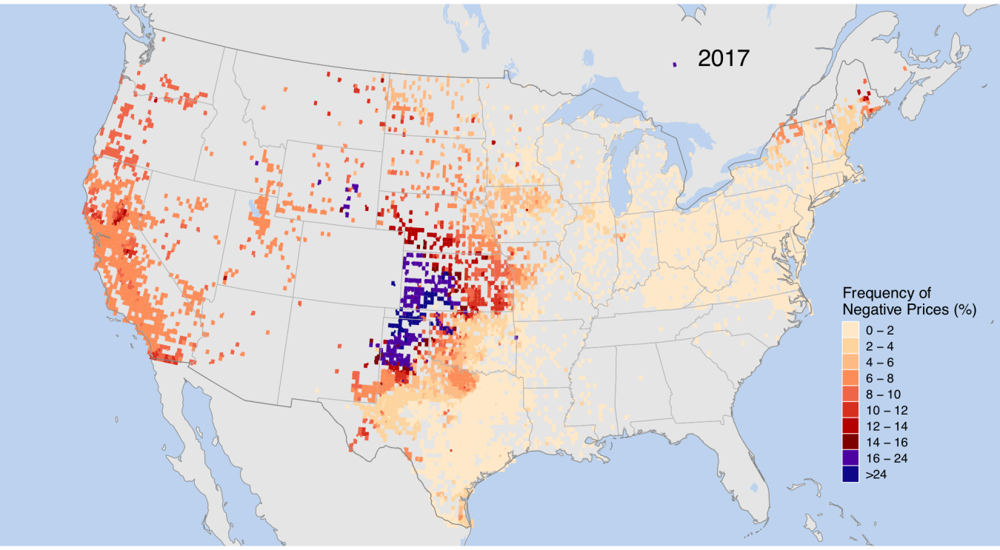 2017
Frequency of
Negative Prices (%)
0 – 2
2 – 4
4 – 6
6 – 8
8 – 10
10 – 12
12 – 14
14 – 16
16 – 24
>24